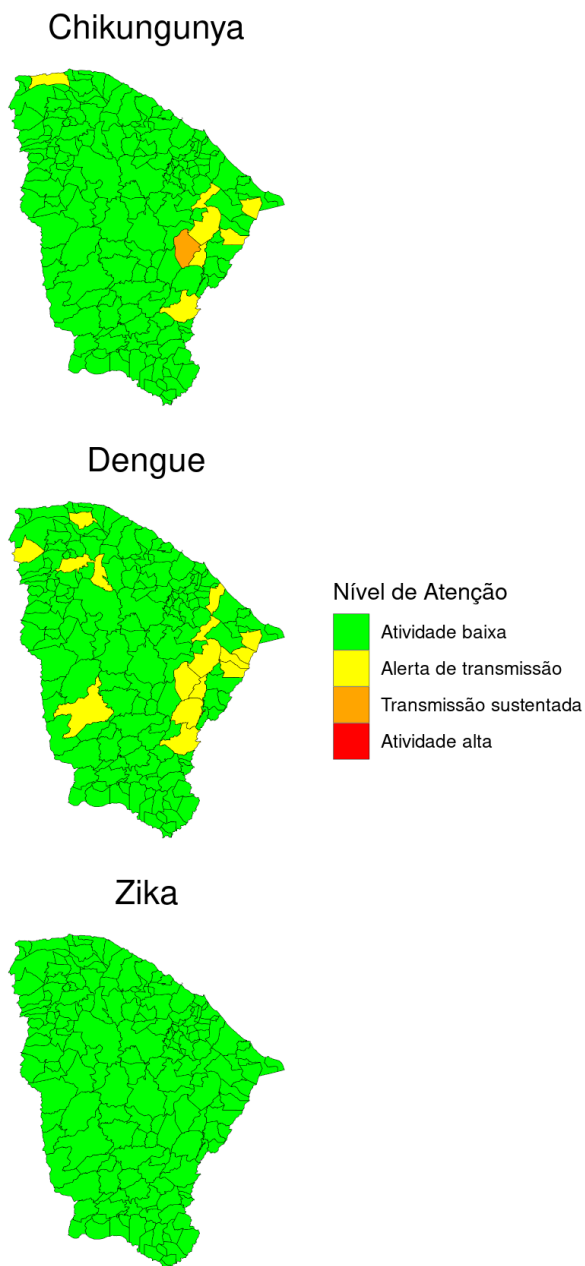 Chikungunya
Dengue
Nível de Atenção
Atividade baixa
Alerta de transmissão
Transmissão sustentada
Atividade alta
Zika